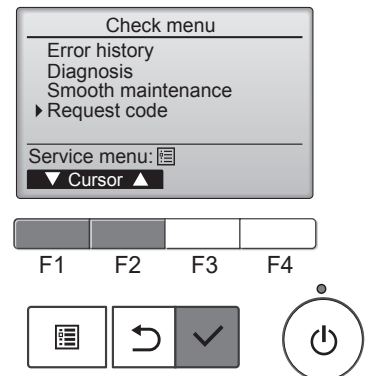 Check menu
Error history
Diagnosis
Smooth maintenance
Request code
Service menu:
▼ Cursor ▲
F1 F2 F3 F4